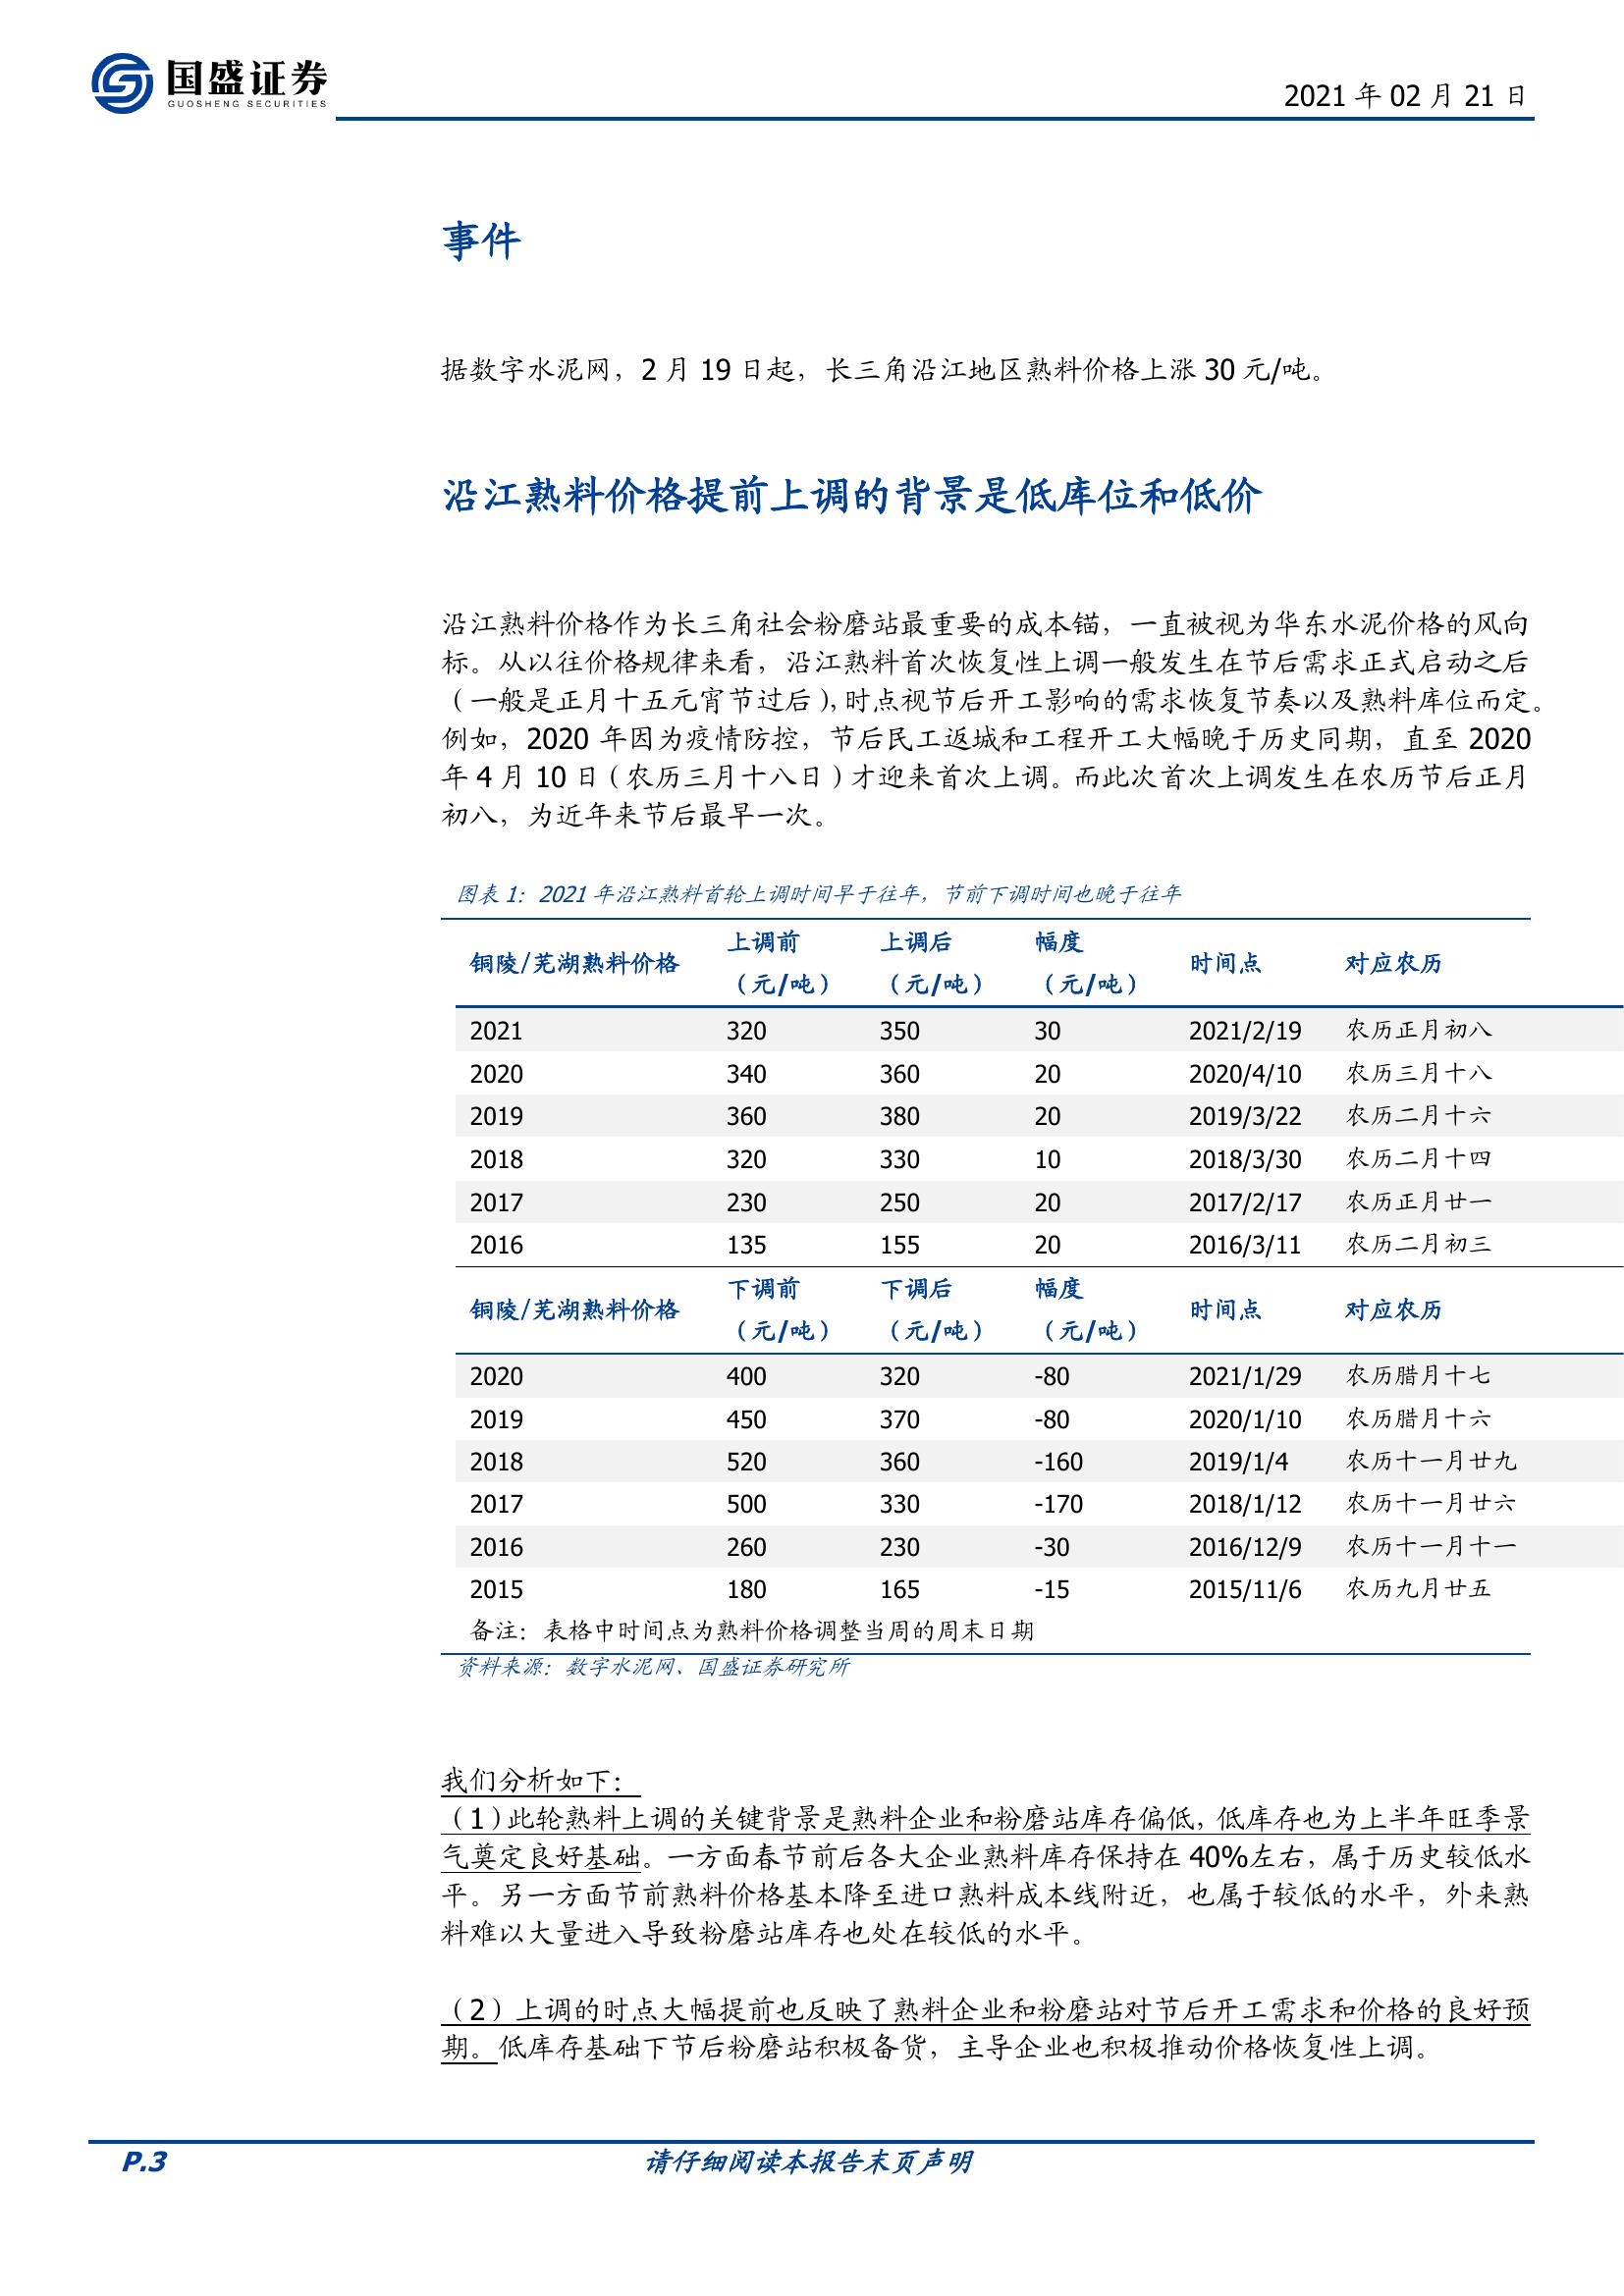 国盛证券
GUOSHENG SECURITIES
2021 年 02 月 21 日
事件
据数字水泥网，2 月 19 日起，长三角沿江地区熟料价格上涨 30 元/吨。
沿江熟料价格提前上调的背景是低库位和低价
沿江熟料价格作为长三角社会粉磨站最重要的成本锚，一直被视为华东水泥价格的风向
标。从以往价格规律来看，沿江熟料首次恢复性上调一般发生在节后需求正式启动之后
（一般是正月十五元宵节过后），时点视节后开工影响的需求恢复节奏以及熟料库位而定。
例如，2020 年因为疫情防控，节后民工返城和工程开工大幅晚于历史同期，直至 2020
年 4 月 10 日（农历三月十八日）才迎来首次上调。而此次首次上调发生在农历节后正月
初八，为近年来节后最早一次。
图表 1：2021 年沿江熟料首轮上调时间早于往年，节前下调时间也晚于往年
铜陵/芜湖熟料价格 上调前（元/吨） 上调后（元/吨） 幅度（元/吨） 时间点 对应农历
2021 320 350 30 2021/2/19 农历正月初八
2020 340 360 20 2020/4/10 农历三月十八
2019 360 380 20 2019/3/22 农历二月十六
2018 320 330 10 2018/3/30 农历二月十四
2017 230 250 20 2017/2/17 农历正月廿一
2016 135 155 20 2016/3/11 农历二月初三
铜陵/芜湖熟料价格 下调前（元/吨） 下调后（元/吨） 幅度（元/吨） 时间点 对应农历
2020 400 320 -80 2021/1/29 农历腊月十七
2019 450 370 -80 2020/1/10 农历腊月十六
2018 520 360 -160 2019/1/4 农历十一月廿九
2017 500 330 -170 2018/1/12 农历十一月廿六
2016 260 230 -30 2016/12/9 农历十一月十一
2015 180 165 -15 2015/11/6 农历九月廿五
备注：表格中时间点为熟料价格调整当周的周末日期
资料来源：数字水泥网、国盛证券研究所
我们分析如下：
（1）此轮熟料上调的关键背景是熟料企业和粉磨站库存偏低，低库存也为上半年旺季景
气奠定良好基础。一方面春节前后各大企业熟料库存保持在 40%左右，属于历史较低水
平。另一方面节前熟料价格基本降至进口熟料成本线附近，也属于较低的水平，外来熟
料难以大量进入导致粉磨站库存也处在较低的水平。
（2）上调的时点大幅提前也反映了熟料企业和粉磨站对节后开工需求和价格的良好预
期。低库存基础下节后粉磨站积极备货，主导企业也积极推动价格恢复性上调。
P.3
请仔细阅读本报告末页声明